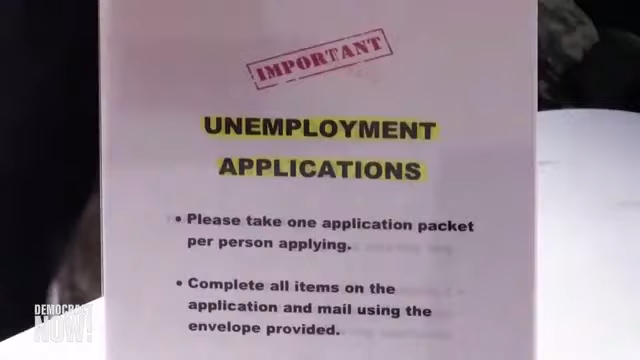 IMPORTANT
UNEMPLOYMENT
APPLICATIONS
• Please take one application packet
per person applying.
• Complete all items on the
application and mail using the
envelope provided.
DEMOCRACY
NOW!